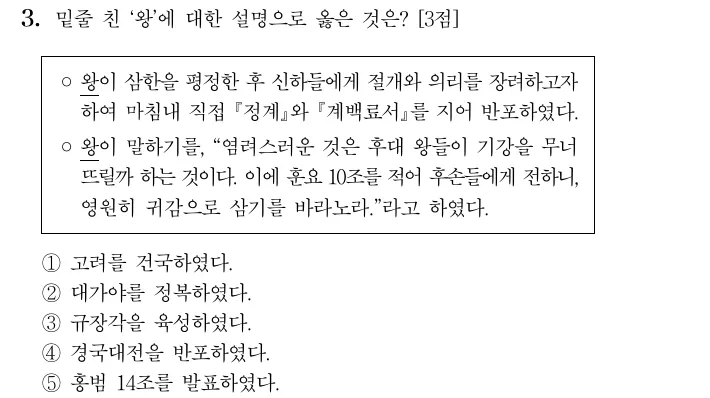 3. 밑줄 친 ‘왕’에 대한 설명으로 옳은 것은? [3점]
○ 왕이 삼한을 평정한 후 신하들에게 절개와 의리를 장려하고자
하여 마침내 직접 『정계』와 『계백료서』를 지어 반포하였다.
○ 왕이 말하기를, “염려스러운 것은 후대 왕들이 기강을 무너
뜨릴까 하는 것이다. 이에 훈요 10조를 적어 후손들에게 전하니,
영원히 귀감으로 삼기를 바라노라.”라고 하였다.
① 고려를 건국하였다.
② 대가야를 정복하였다.
③ 규장각을 육성하였다.
④ 경국대전을 반포하였다.
⑤ 홍범 14조를 발표하였다.